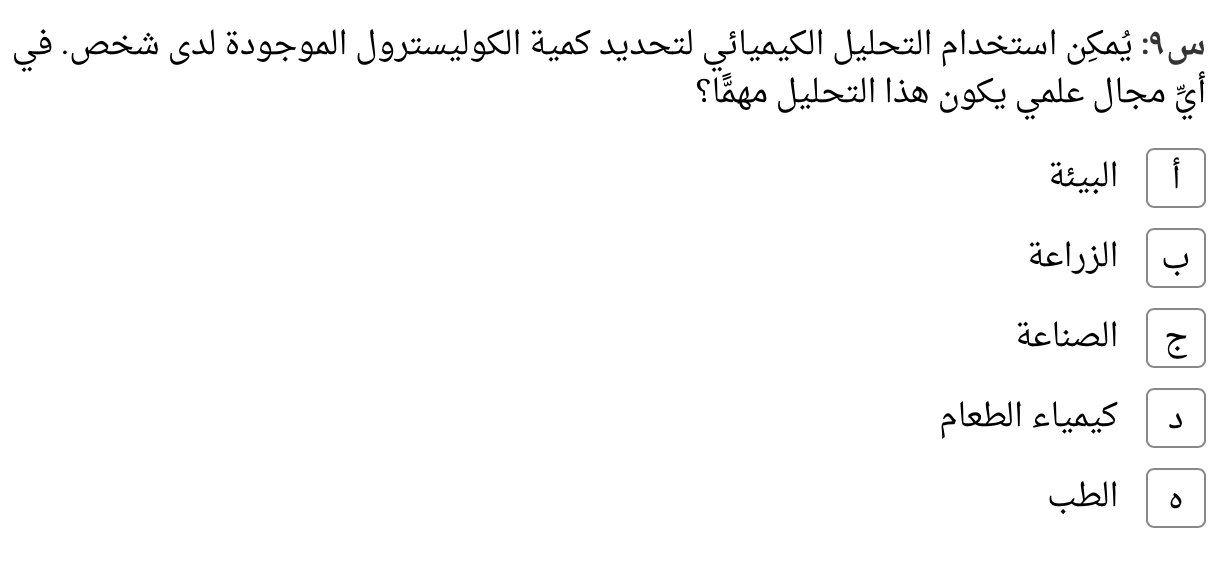 س٩: يُمكِن استخدام التحليل الكيميائي لتحديد كمية الكوليسترول الموجودة لدى شخص. في
أيِّ مجال علمي يكون هذا التحليل مهمًّا؟
أ البيئة
ب الزراعة
ج الصناعة
د كيمياء الطعام
ه الطب